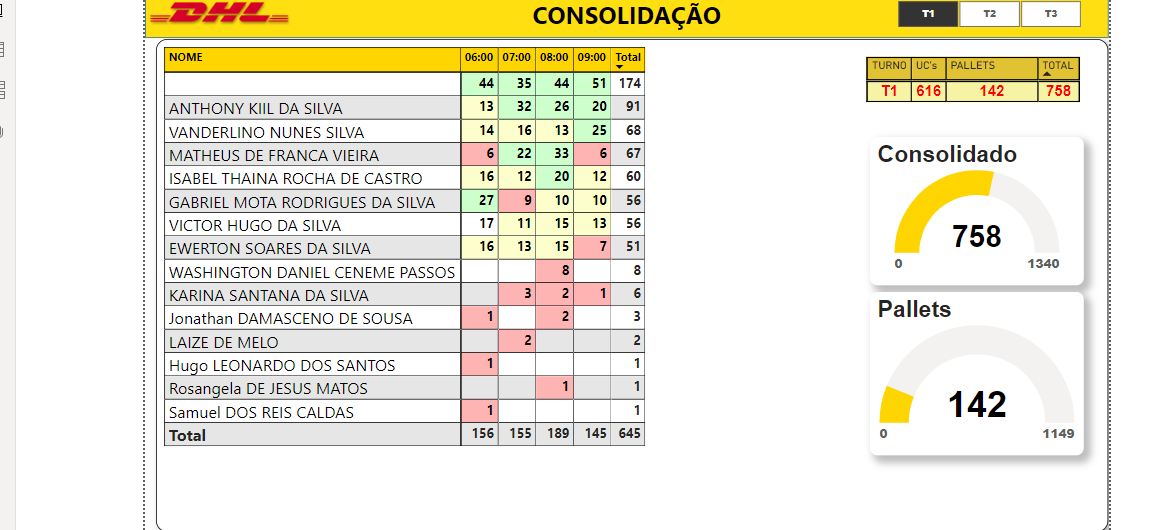 DHL
CONSOLIDAÇÃO
T1 T2 T3
NOME 06:00 07:00 08:00 09:00 Total
44 35 44 51 174
ANTHONY KIIL DA SILVA 13 32 26 20 91
VANDERLINO NUNES SILVA 14 16 13 25 68
MATHEUS DE FRANCA VIEIRA 6 22 33 6 67
ISABEL THAINA ROCHA DE CASTRO 16 12 20 12 60
GABRIEL MOTA RODRIGUES DA SILVA 27 9 10 10 56
VICTOR HUGO DA SILVA 17 11 15 13 56
EWERTON SOARES DA SILVA 16 13 15 7 51
WASHINGTON DANIEL CENEME PASSOS 8 8
KARINA SANTANA DA SILVA 3 2 1 6
Jonathan DAMASCENO DE SOUSA 1 2 3
LAIZE DE MELO 2 2
Hugo LEONARDO DOS SANTOS 1 1
Rosangela DE JESUS MATOS 1 1
Samuel DOS REIS CALDAS 1 1
Total 156 155 189 145 645
TURNO UC's PALLETS TOTAL
T1 616 142 758
Consolidado
758
0 1340
Pallets
142
0 1149